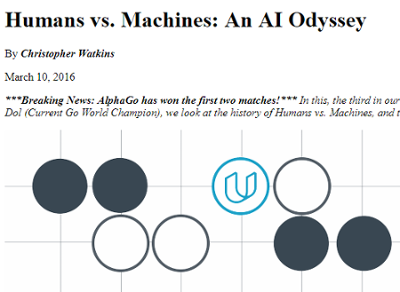 Humans vs. Machines: An AI Odyssey
By Christopher Watkins
March 10, 2016
***Breaking News: AlphaGo has won the first two matches!*** In this, the third in our
Dol (Current Go World Champion), we look at the history of Humans vs. Machines, and